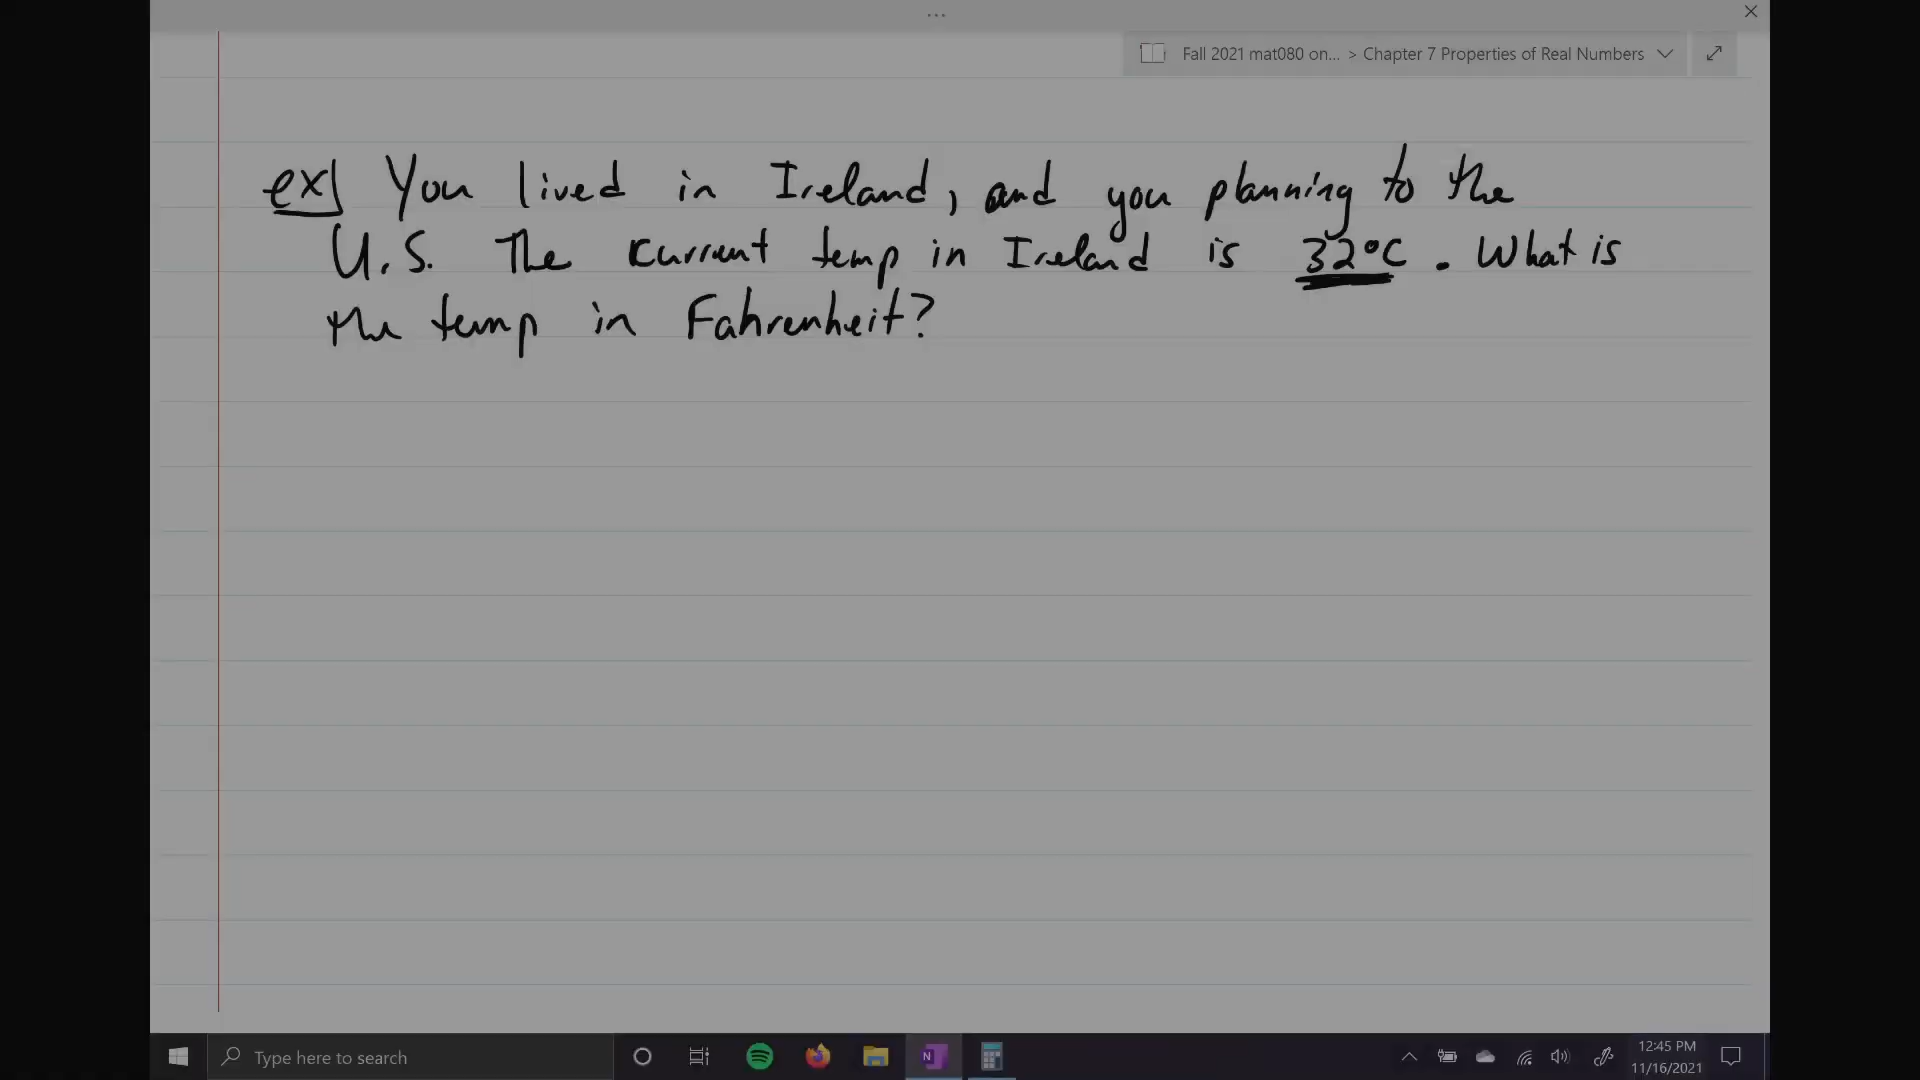 ...
Fall 2021 mat080 on... > Chapter 7 Properties of Real Numbers
ex] You lived in Ireland, and you planning to the
U.S. The current temp in Ireland is 32°C. What is
the temp in Fahrenheit?
Type here to search
N
12:45 PM
11/16/2021